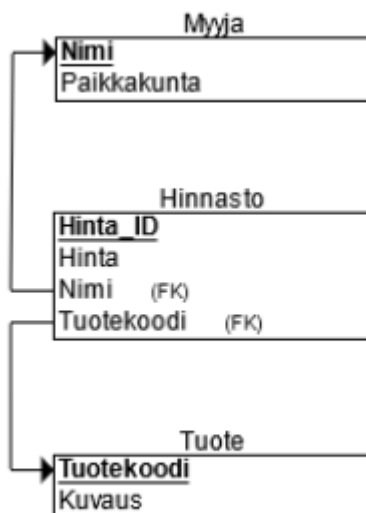 Myyja
Nimi
Paikkakunta
Hinnasto
Hinta_ID
Hinta
Nimi (FK)
Tuotekoodi (FK)
Tuote
Tuotekoodi
Kuvaus